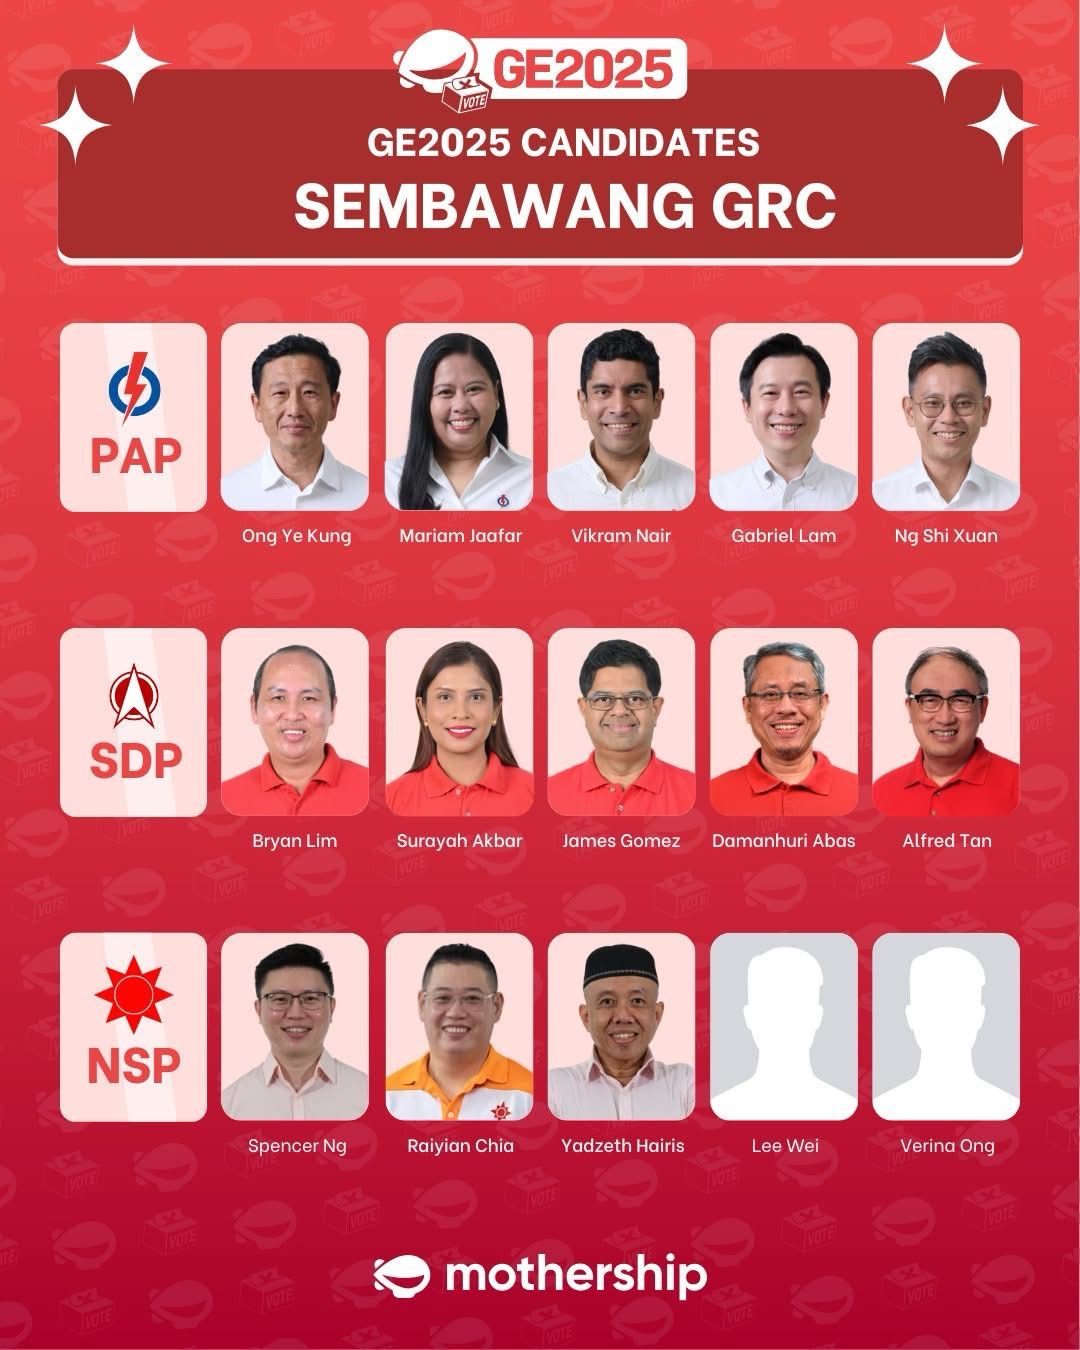 VOTE
GE2025
GE2025 CANDIDATES
SEMBAWANG GRC
PAP
Ong Ye Kung
Mariam Jaafar
Vikram Nair
Gabriel Lam
Ng Shi Xuan
SDP
Bryan Lim
Surayah Akbar
James Gomez
Damanhuri Abas
Alfred Tan
NSP
Spencer Ng
Raiyian Chia
Yadzeth Hairis
Lee Wei
Verina Ong
mothership